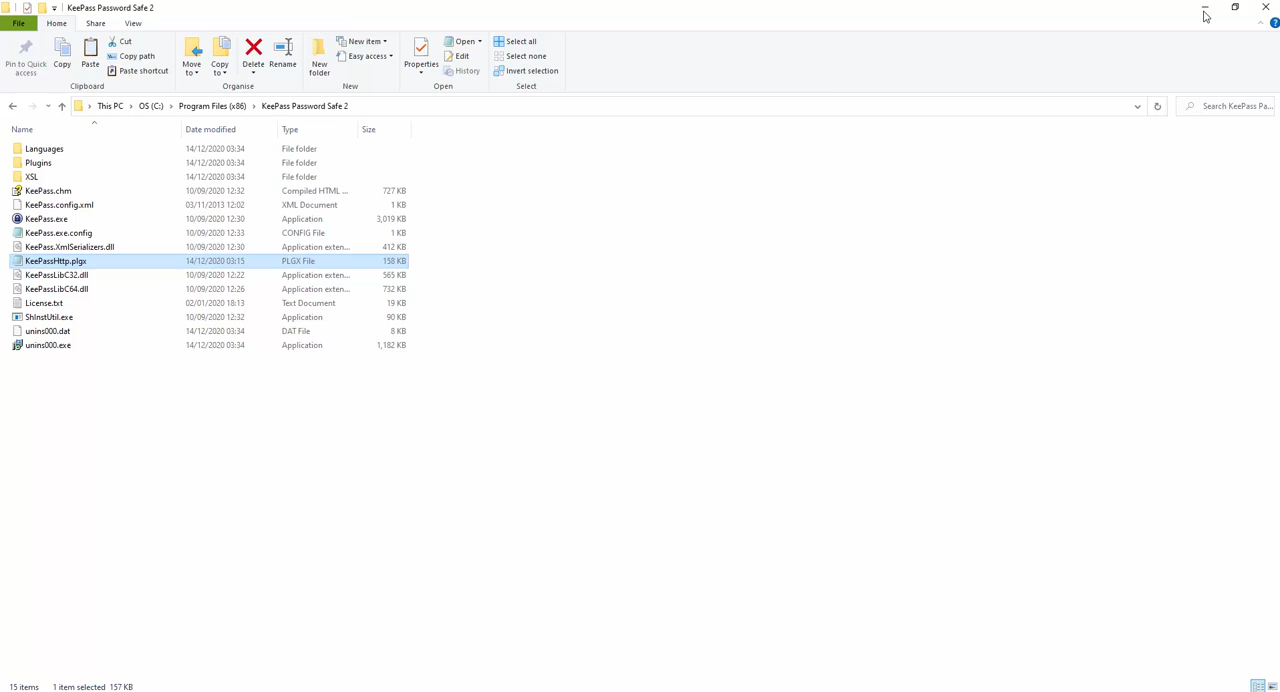 KeePass Password Safe 2
File Home Share View
Pin to Quick access
Copy
Paste
Cut
Copy path
Paste shortcut
Clipboard
Move to
Copy to
Delete
Rename
Organise
New folder
New item
Easy access
New
Properties
Open
Edit
History
Open
Select all
Select none
Invert selection
Select
This PC OS (C:) Program Files (x86) KeePass Password Safe 2
Search KeePass Pa...
Name Date modified Type Size
Languages 14/12/2020 03:34 File folder
Plugins 14/12/2020 03:34 File folder
XSL 14/12/2020 03:34 File folder
KeePass.chm 10/09/2020 12:32 Compiled HTML ... 727 KB
KeePass.config.xml 03/11/2013 12:02 XML Document 1 KB
KeePass.exe 10/09/2020 12:30 Application 3,019 KB
KeePass.exe.config 10/09/2020 12:33 CONFIG File 1 KB
KeePass.XmlSerializers.dll 10/09/2020 12:30 Application exten... 412 KB
KeePassHttp.plgx 14/12/2020 03:15 PLGX File 158 KB
KeePassLibC32.dll 10/09/2020 12:22 Application exten... 565 KB
KeePassLibC64.dll 10/09/2020 12:26 Application exten... 732 KB
License.txt 02/01/2020 18:13 Text Document 19 KB
ShInstUtil.exe 10/09/2020 12:32 Application 90 KB
unins000.dat 14/12/2020 03:34 DAT File 8 KB
unins000.exe 14/12/2020 03:34 Application 1,182 KB
15 items 1 item selected 157 KB